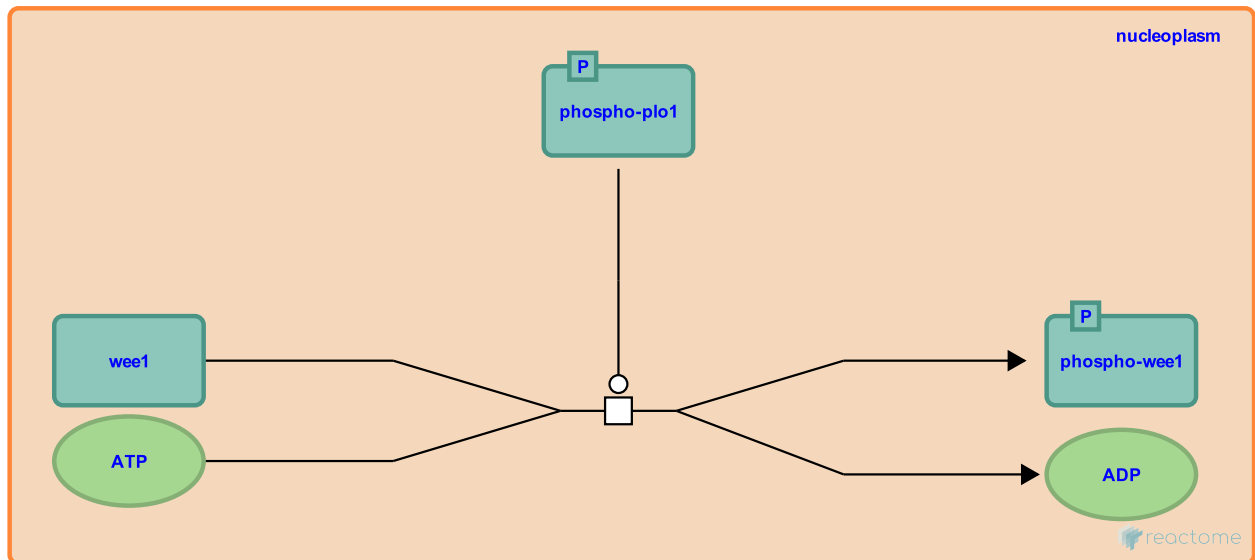 nucleoplasm
P
phospho-plo1
wee1
ATP
P
phospho-wee1
ADP
reactome